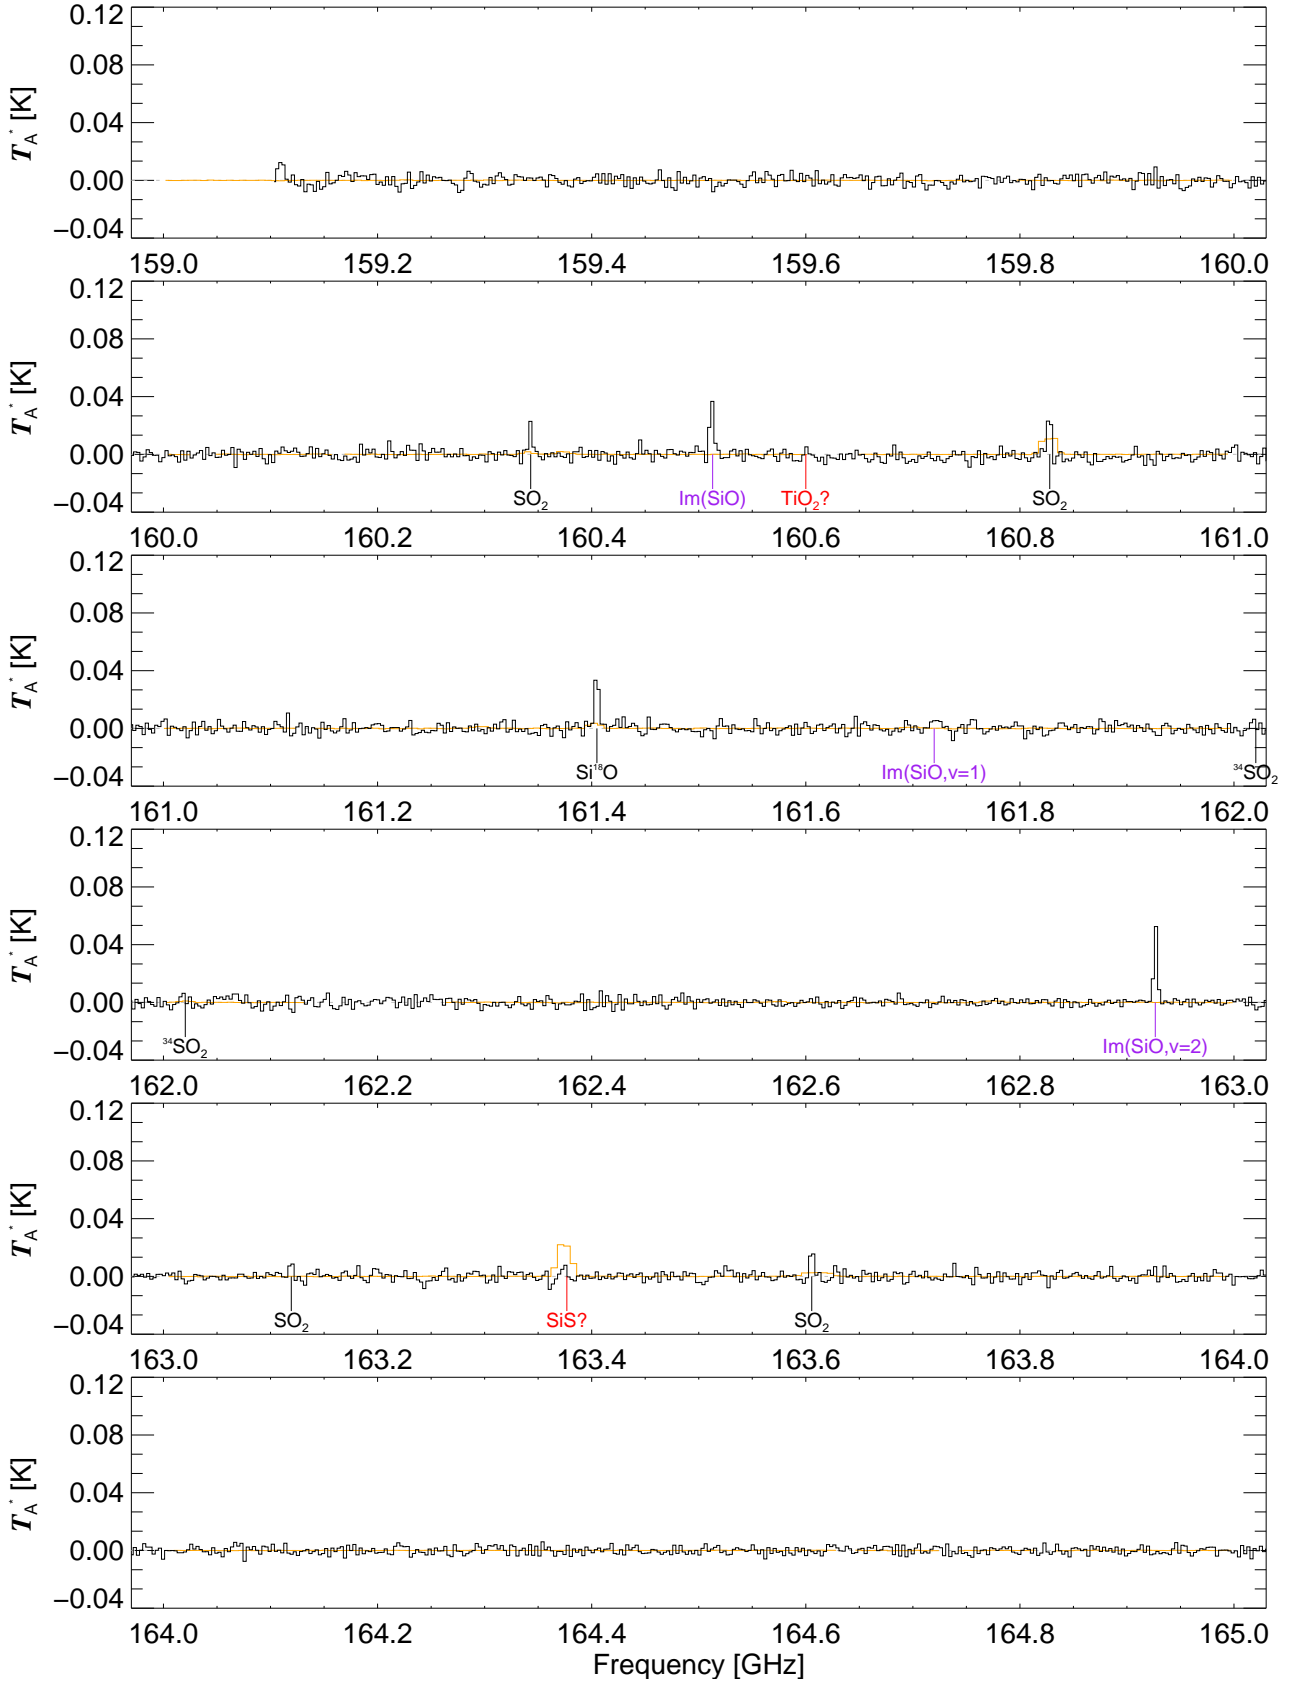 0.12
0.08
0.04
0.00
−0.04
T_A^* [K]
159.0 159.2 159.4 159.6 159.8 160.0
0.12
0.08
0.04
0.00
−0.04
T_A^* [K]
SO₂ Im(SiO) TiO₂? SO₂
160.0 160.2 160.4 160.6 160.8 161.0
0.12
0.08
0.04
0.00
−0.04
T_A^* [K]
Si¹⁸O Im(SiO,v=1) ³⁴SO₂
161.0 161.2 161.4 161.6 161.8 162.0
0.12
0.08
0.04
0.00
−0.04
T_A^* [K]
³⁴SO₂ Im(SiO,v=2)
162.0 162.2 162.4 162.6 162.8 163.0
0.12
0.08
0.04
0.00
−0.04
T_A^* [K]
SO₂ SiS? SO₂
163.0 163.2 163.4 163.6 163.8 164.0
0.12
0.08
0.04
0.00
−0.04
T_A^* [K]
164.0 164.2 164.4 164.6 164.8 165.0
Frequency [GHz]